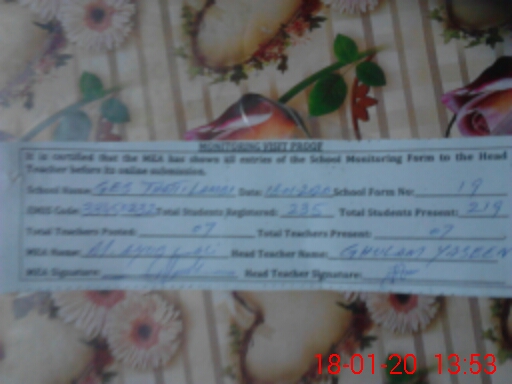 MONITORING VISIT PROOF
It is certified that the MEA has shown all entries of the School Monitoring Form to the Head
Teacher before its online submission.
School Name: GES Date: School Form No: 19
EMIS Code: Total Students Registered: 235 Total Students Present: 219
Total Teachers Posted: 07 Total Teachers Present: 07
MEA Name: Head Teacher Name: GHULAM YASEEN
MEA Signature: Head Teacher Signature:
18-01-20 13:53